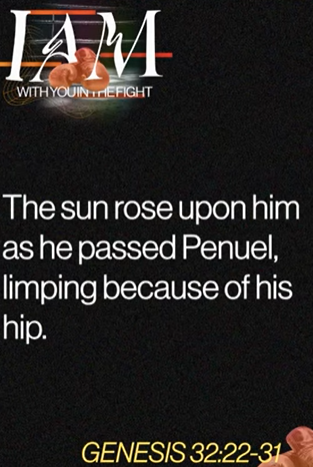 I AM
WITH YOU IN THE FIGHT
The sun rose upon him
as he passed Penuel,
limping because of his
hip.
GENESIS 32:22-31